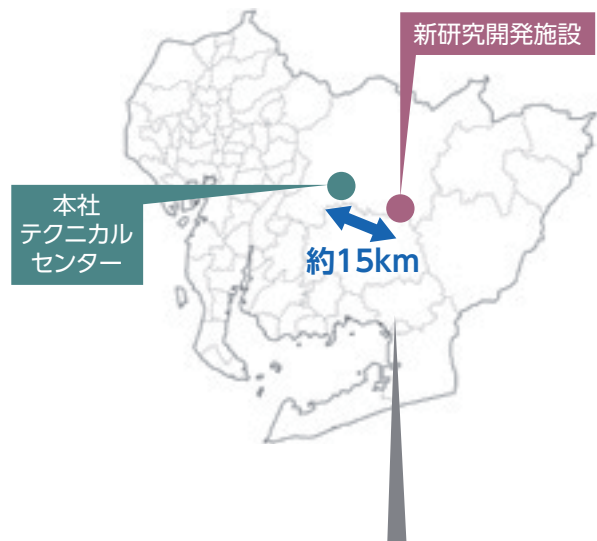 新研究開発施設
本社
テクニカル
センター
約15km